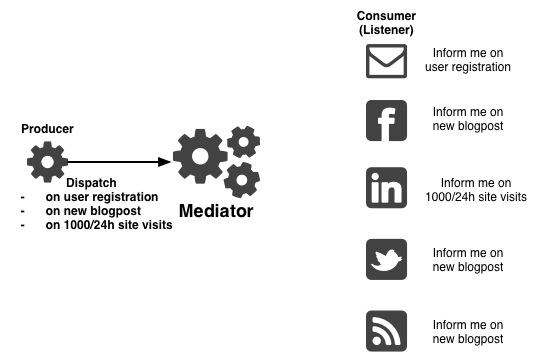 Consumer
(Listener)
Inform me on
user registration
Inform me on
new blogpost
Producer
Dispatch
- on user registration
- on new blogpost
- on 1000/24h site visits
Mediator
in
Inform me on
1000/24h site visits
Inform me on
new blogpost
Inform me on
new blogpost